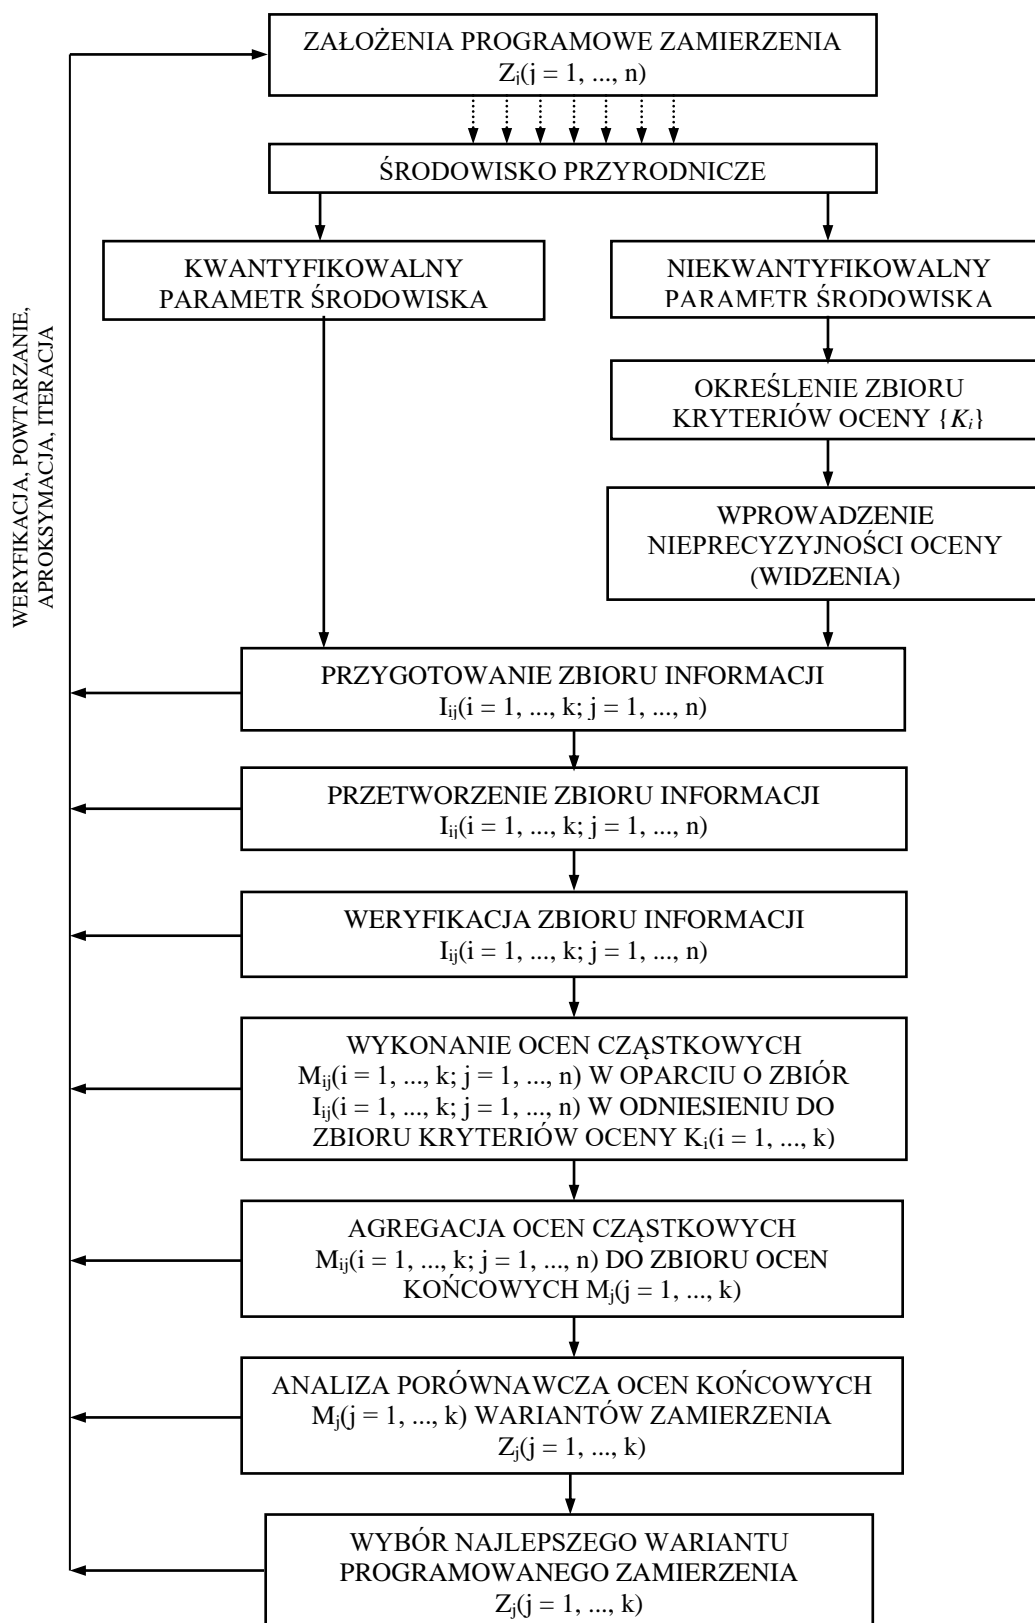 ZAŁOŻENIA PROGRAMOWE ZAMIERZENIA
Zj(j = 1, ..., n)
ŚRODOWISKO PRZYRODNICZE
KWANTYFIKOWALNY
PARAMETR ŚRODOWISKA
NIEKWANTYFIKOWALNY
PARAMETR ŚRODOWISKA
OKREŚLENIE ZBIORU
KRYTERIÓW OCENY {Ki}
WPROWADZENIE
NIEPRECYZYJNOŚCI OCENY
(WIDZENIA)
WERYFIKACJA, POWTARZANIE,
APROKSYMACJA, ITERACJA
PRZYGOTOWANIE ZBIORU INFORMACJI
Iij(i = 1, ..., k; j = 1, ..., n)
PRZETWORZENIE ZBIORU INFORMACJI
Iij(i = 1, ..., k; j = 1, ..., n)
WERYFIKACJA ZBIORU INFORMACJI
Iij(i = 1, ..., k; j = 1, ..., n)
WYKONANIE OCEN CZĄSTKOWYCH
Mij(i = 1, ..., k; j = 1, ..., n) W OPARCIU O ZBIÓR
Iij(i = 1, ..., k; j = 1, ..., n) W ODNIESIENIU DO
ZBIORU KRYTERIÓW OCENY Ki(i = 1, ..., k)
AGREGACJA OCEN CZĄSTKOWYCH
Mij(i = 1, ..., k; j = 1, ..., n) DO ZBIORU OCEN
KOŃCOWYCH Mj(j = 1, ..., k)
ANALIZA PORÓWNAWCZA OCEN KOŃCOWYCH
Mj(j = 1, ..., k) WARIANTÓW ZAMIERZENIA
Zj(j = 1, ..., k)
WYBÓR NAJLEPSZEGO WARIANTU
PROGRAMOWANEGO ZAMIERZENIA
Zj(j = 1, ..., k)